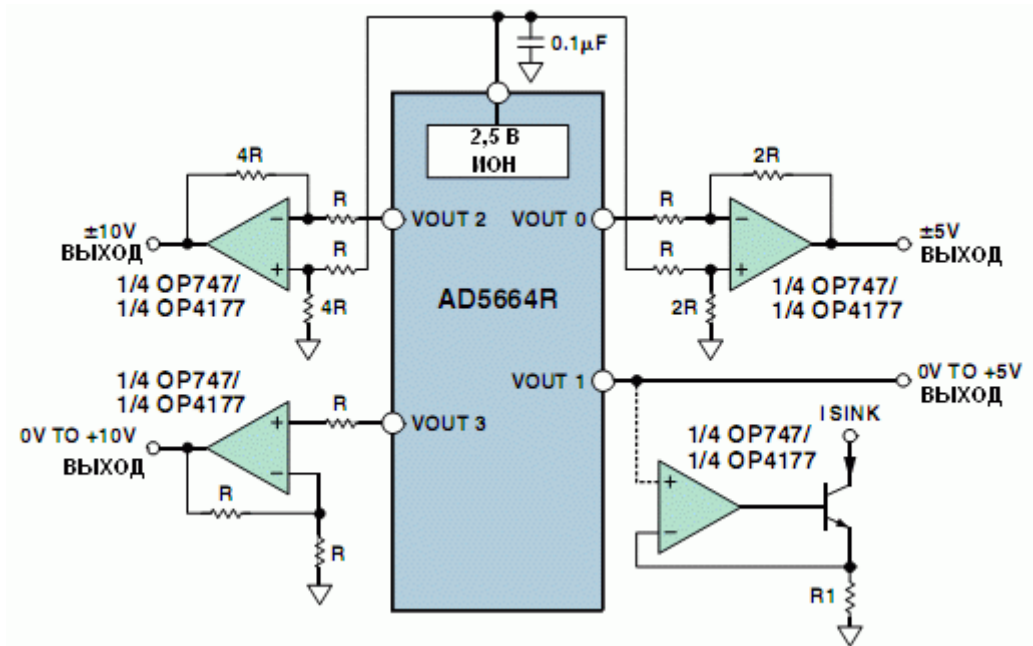 0.1µF
2,5 В
ИОН
4R
R
VOUT 2
R
4R
±10V
ВЫХОД
1/4 OP747/
1/4 OP4177
VOUT 0
R
2R
R
2R
±5V
ВЫХОД
1/4 OP747/
1/4 OP4177
AD5664R
1/4 OP747/
1/4 OP4177
0V TO +10V
ВЫХОД
R
VOUT 3
R
R
VOUT 1
0V TO +5V
ВЫХОД
1/4 OP747/
1/4 OP4177
ISINK
R1